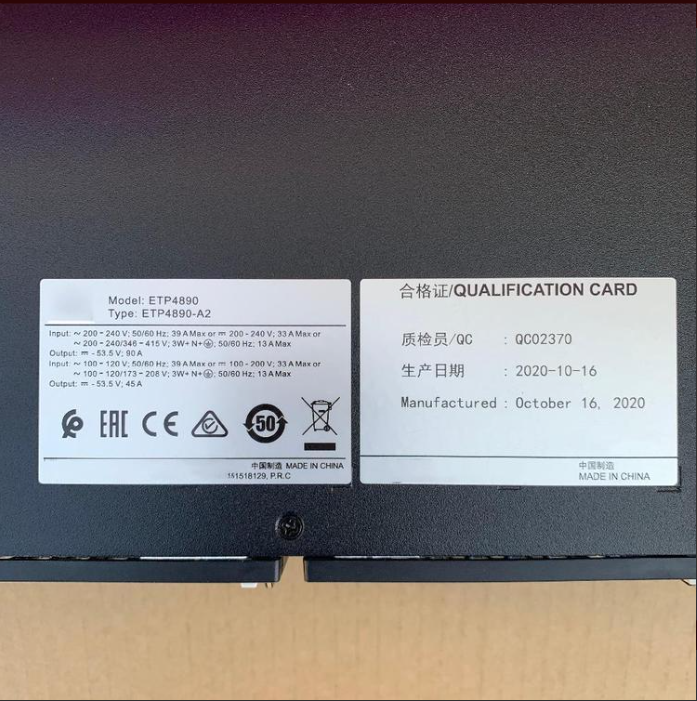 Model: ETP4890
Type: ETP4890-A2
Input: ~ 200 - 240 V; 50/60 Hz; 39 A Max or ⎓ 200 - 240 V; 33 A Max or
~ 200 - 240/346 - 415 V; 3W+ N+⏚; 50/60 Hz; 13 A Max
Output: ⎓ - 53.5 V; 90 A
Input: ~ 100 - 120 V; 50/60 Hz; 39 A Max or ⎓ 100 - 200 V; 33 A Max or
~ 100 - 120/173 - 208 V; 3W+ N+⏚; 50/60 Hz; 13 A Max
Output: ⎓ - 53.5 V; 45 A
EAC CE 50
中国制造 MADE IN CHINA
151518129, P.R.C
合格证/QUALIFICATION CARD
质检员/QC : QC02370
生产日期 : 2020-10-16
Manufactured : October 16, 2020
中国制造
MADE IN CHINA